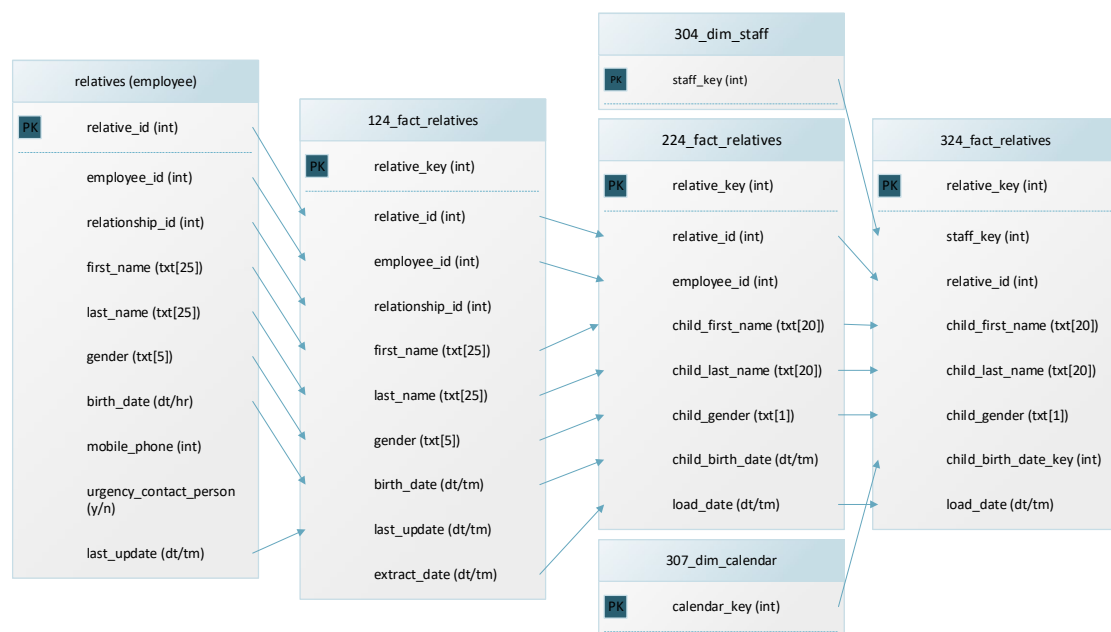 relatives (employee)
PK
relative_id (int)
employee_id (int)
relationship_id (int)
first_name (txt[25])
last_name (txt[25])
gender (txt[5])
birth_date (dt/hr)
mobile_phone (int)
urgency_contact_person
(y/n)
last_update (dt/tm)
124_fact_relatives
PK
relative_key (int)
relative_id (int)
employee_id (int)
relationship_id (int)
first_name (txt[25])
last_name (txt[25])
gender (txt[5])
birth_date (dt/tm)
last_update (dt/tm)
extract_date (dt/tm)
304_dim_staff
PK
staff_key (int)
224_fact_relatives
PK
relative_key (int)
relative_id (int)
employee_id (int)
child_first_name (txt[20])
child_last_name (txt[20])
child_gender (txt[1])
child_birth_date (dt/tm)
load_date (dt/tm)
307_dim_calendar
PK
calendar_key (int)
324_fact_relatives
PK
relative_key (int)
staff_key (int)
relative_id (int)
child_first_name (txt[20])
child_last_name (txt[20])
child_gender (txt[1])
child_birth_date_key (int)
load_date (dt/tm)